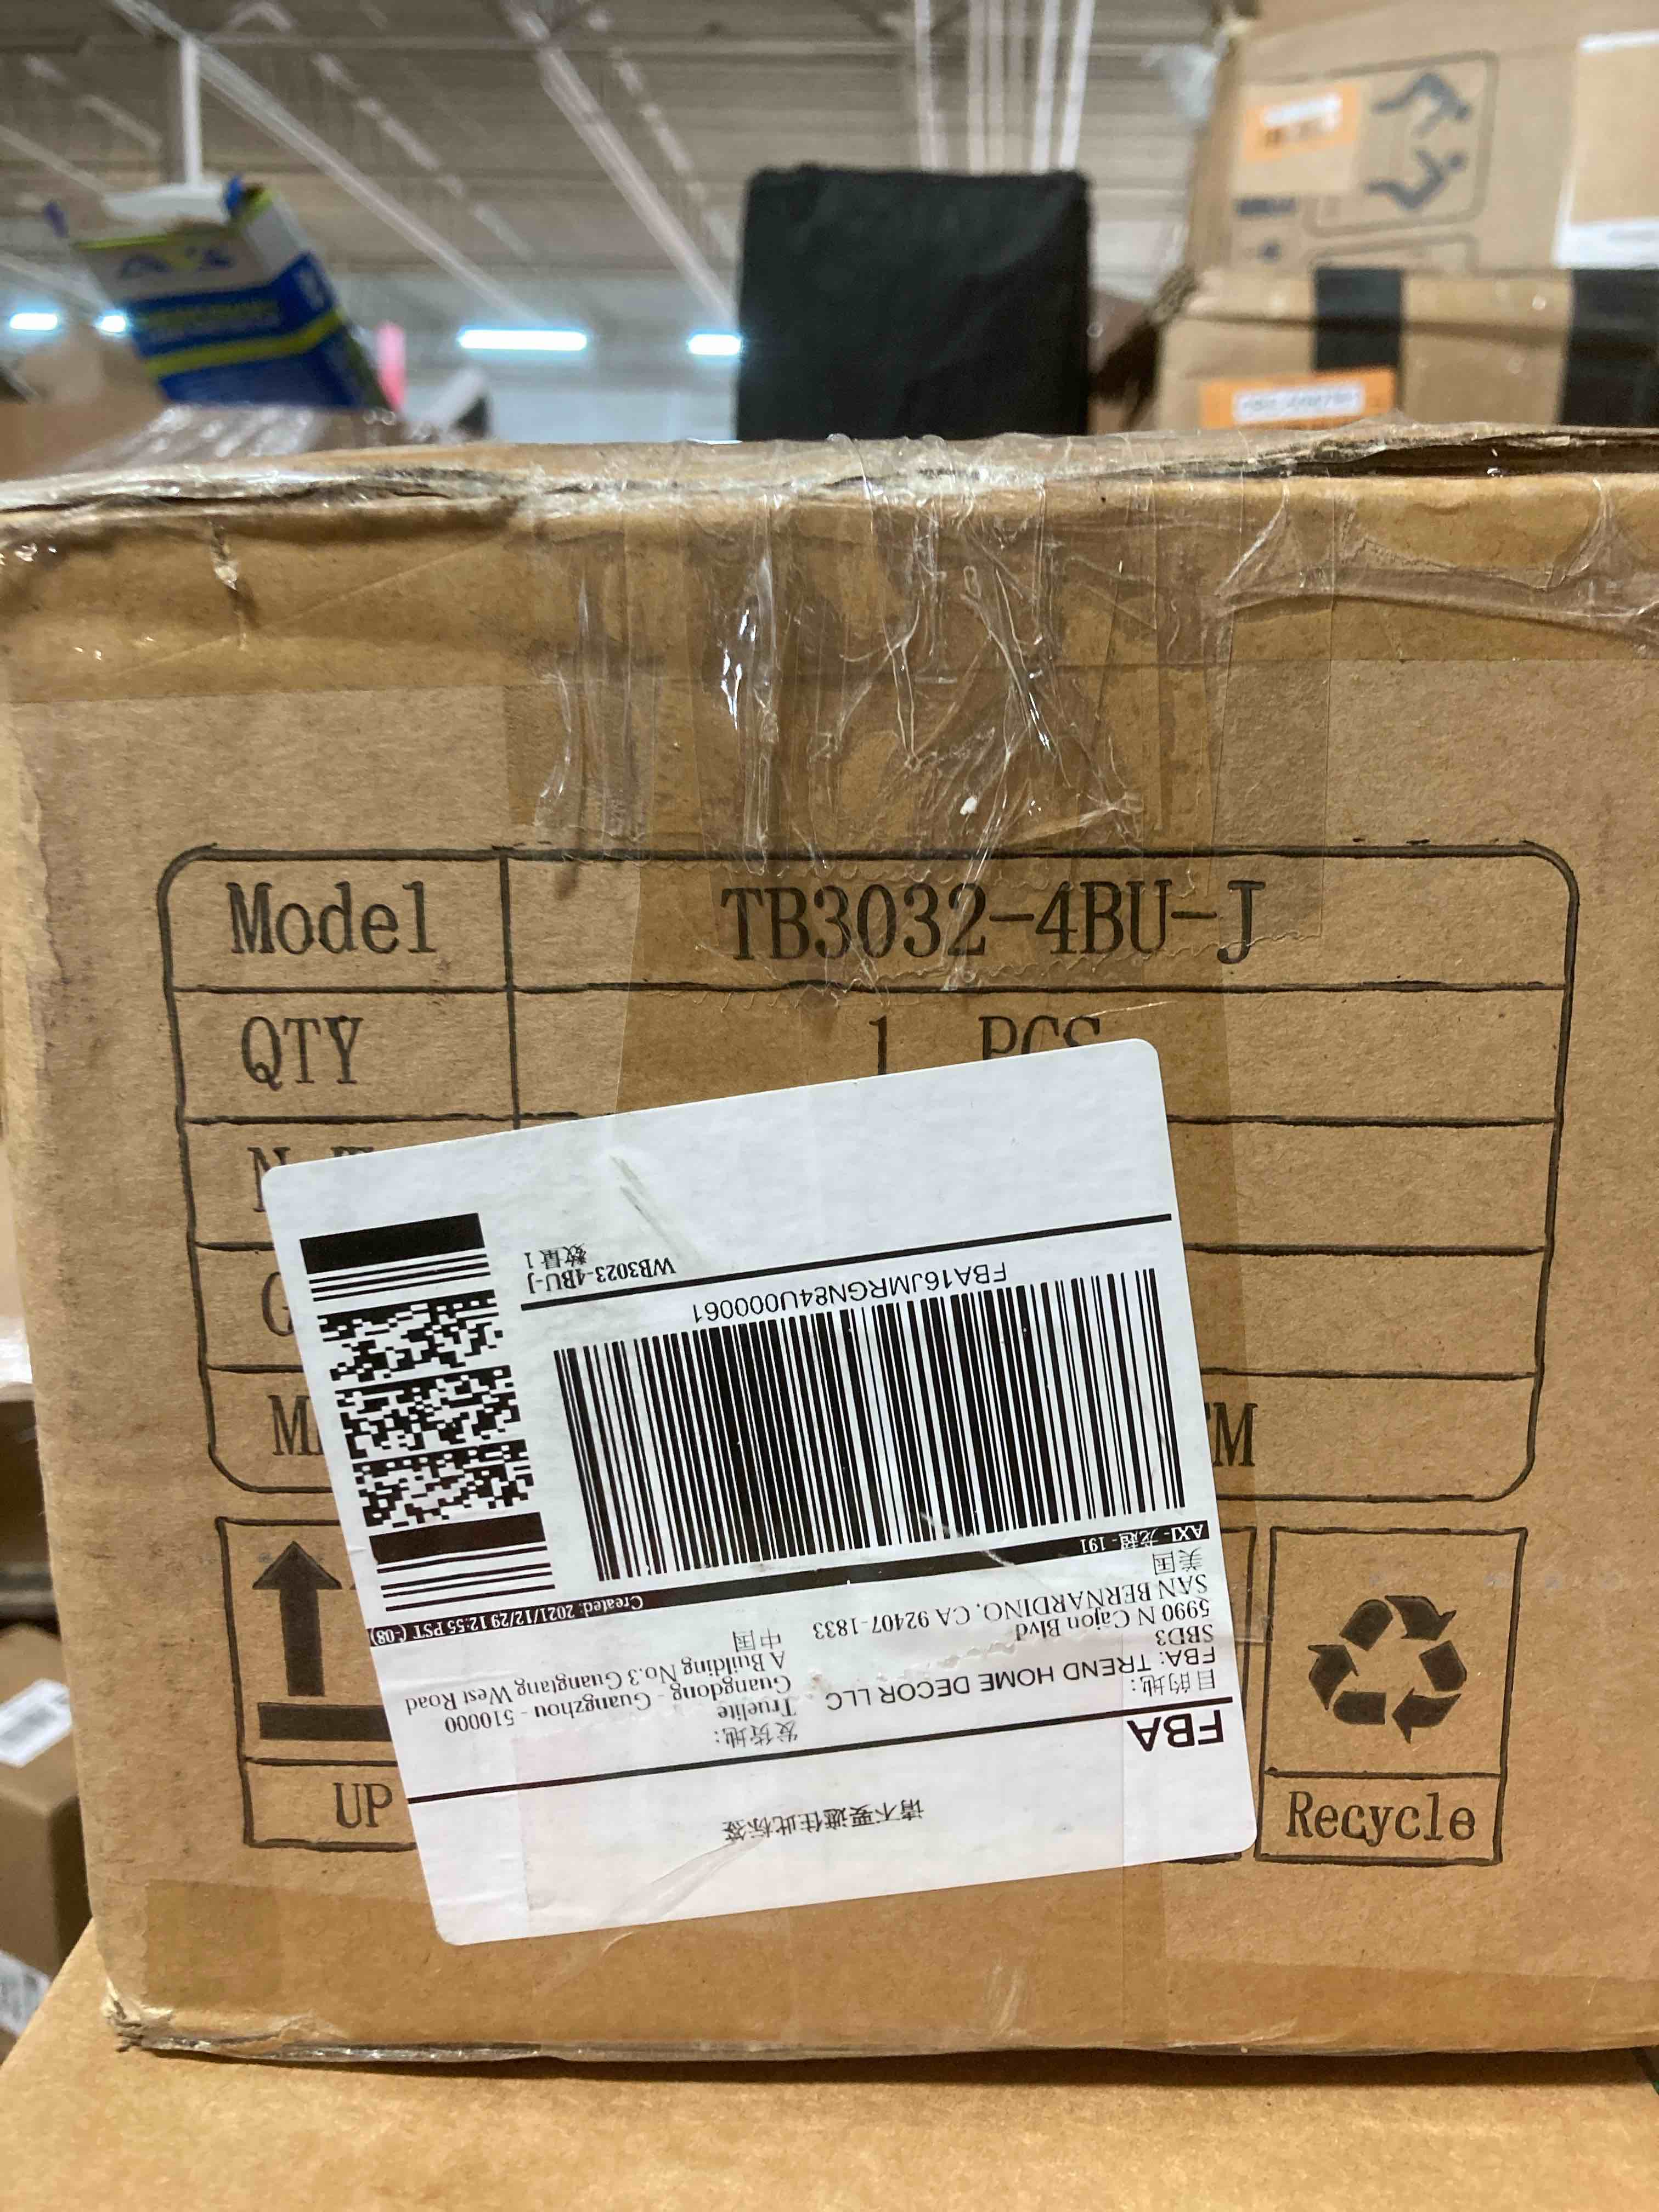 Model TB3032-4BU-J
QTY 1 PCS
UP
Recycle
请不要遮住此标签
FBA
目的地:
FBA: TREND HOME DECOR LLC
SBD3
5990 N Cajon Blvd
SAN BERNARDINO, CA 92407-1833
美国
发货地:
Truelite
Guangdong - Guangzhou - 510000
A Building No.3 Guangtang West Road
中国
AXI- 龙超 - 191
Created: 2021/12/29 12:55 PST (-08)
FBA16JMRGN84U000061
WB3023-4BU-J
数量 1